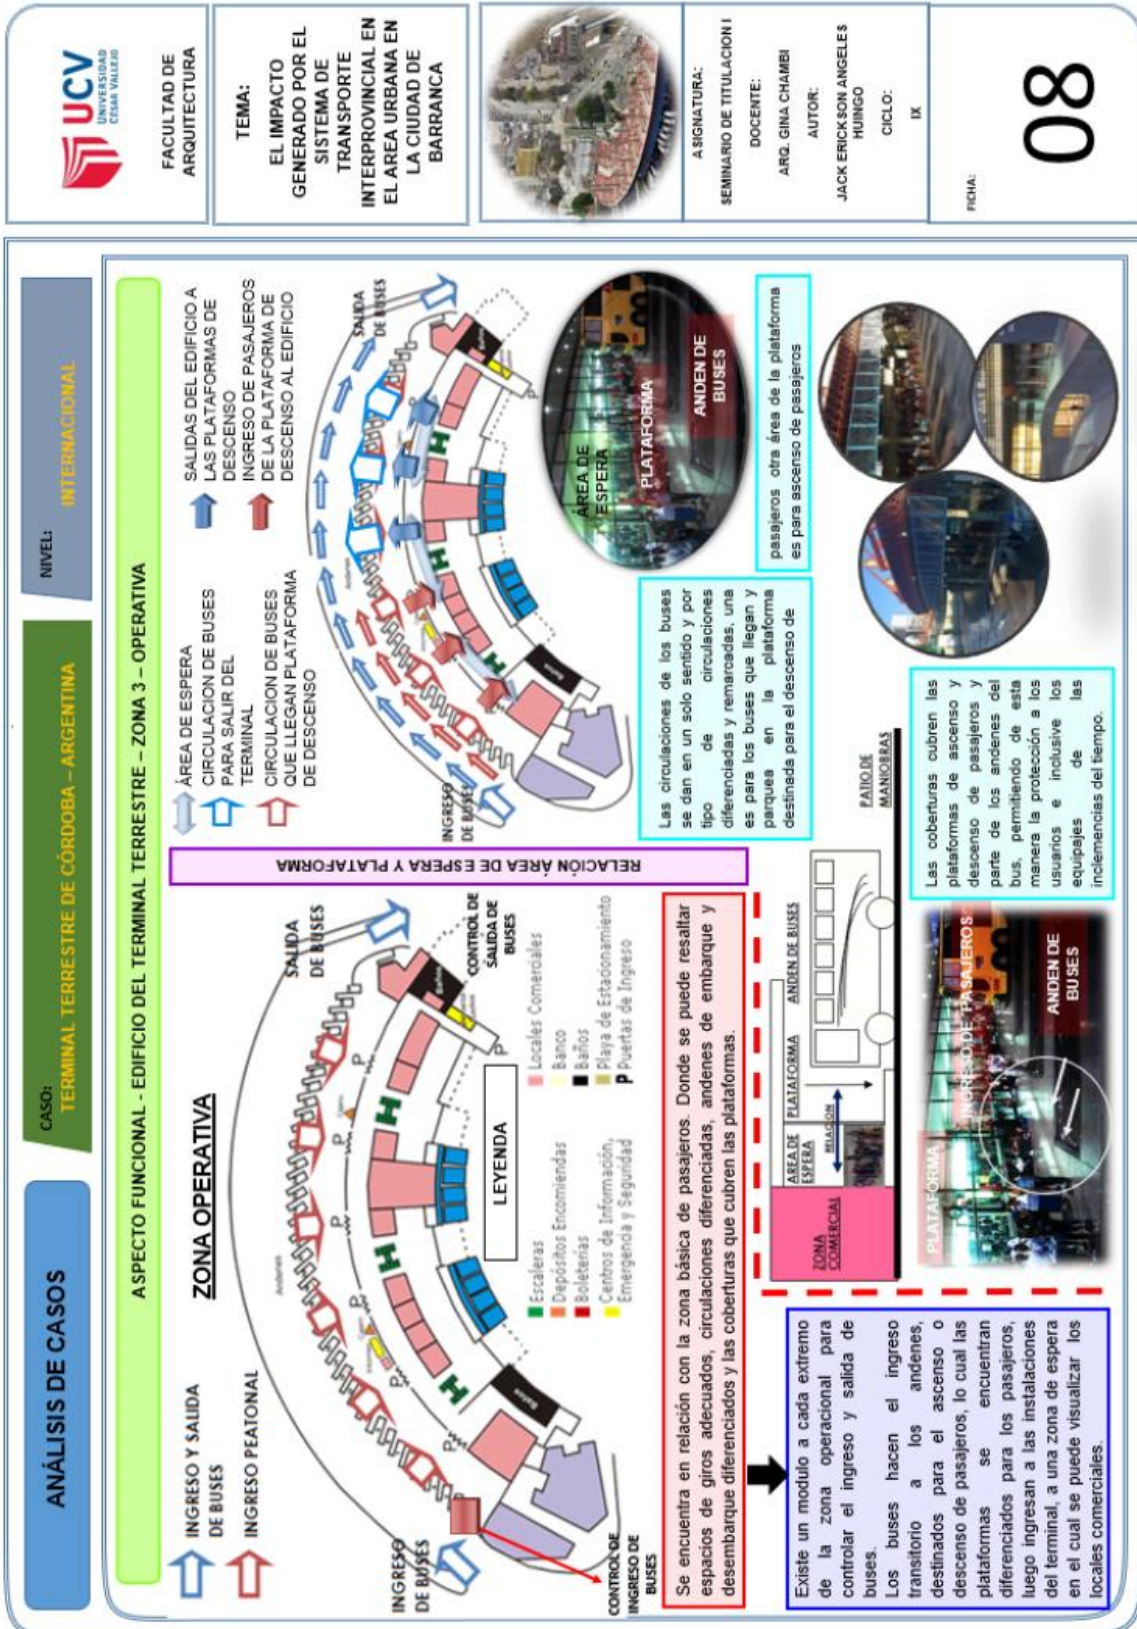 ANÁLISIS DE CASOS
CASO:
TERMINAL TERRESTRE DE CÓRDOBA – ARGENTINA
NIVEL:
INTERNACIONAL
ASPECTO FUNCIONAL - EDIFICIO DEL TERMINAL TERRESTRE – ZONA 3 – OPERATIVA
INGRESO Y SALIDA
DE BUSES
INGRESO PEATONAL
ZONA OPERATIVA
Andenes
SALIDA
DE BUSES
INGRESO
DE BUSES
CONTROL DE
INGRESO DE
BUSES
CONTROL DE
SALIDA DE
BUSES
Baños
Baños
H
H
H
H
P
P
P
P
P
LEYENDA
Escaleras
Depósitos Encomiendas
Boleterías
Centros de Información,
Emergencia y Seguridad
Locales Comerciales
Banco
Baños
Playa de Estacionamiento
P Puertas de Ingreso
Se encuentra en relación con la zona básica de pasajeros. Donde se puede resaltar
espacios de giros adecuados, circulaciones diferenciadas, andenes de embarque y
desembarque diferenciados y las coberturas que cubren las plataformas.
Existe un modulo a cada extremo
de la zona operacional para
controlar el ingreso y salida de
buses.
Los buses hacen el ingreso
transitorio a los andenes,
destinados para el ascenso o
descenso de pasajeros, lo cual las
plataformas se encuentran
diferenciados para los pasajeros,
luego ingresan a las instalaciones
del terminal, a una zona de espera
en el cual se puede visualizar los
locales comerciales.
ZONA
COMERCIAL
AREA DE
ESPERA
PLATAFORMA
ANDEN DE BUSES
RELACIÓN
PATIO DE
MANIOBRAS
PLATAFORMA
INGRESO DE PASAJEROS
ANDEN DE
BUSES
RELACIÓN ÁREA DE ESPERA Y PLATAFORMA
ÁREA DE ESPERA
CIRCULACION DE BUSES
PARA SALIR DEL
TERMINAL
CIRCULACION DE BUSES
QUE LLEGAN PLATAFORMA
DE DESCENSO
SALIDAS DEL EDIFICIO A
LAS PLATAFORMAS DE
DESCENSO
INGRESO DE PASAJEROS
DE LA PLATAFORMA DE
DESCENSO AL EDIFICIO
Andenes
SALIDA
DE BUSES
INGRESO
DE BUSES
Baños
Baños
H
H
H
H
Las circulaciones de los buses
se dan en un solo sentido y por
tipo de circulaciones
diferenciadas y remarcadas, una
es para los buses que llegan y
parquea en la plataforma
destinada para el descenso de
pasajeros otra área de la plataforma
es para ascenso de pasajeros
ÁREA DE
ESPERA
PLATAFORMA
ANDEN DE
BUSES
Las coberturas cubren las
plataformas de ascenso y
descenso de pasajeros y
parte de los andenes del
bus, permitiendo de esta
manera la protección a los
usuarios e inclusive los
equipajes de las
inclemencias del tiempo.
UCV
UNIVERSIDAD
CÉSAR VALLEJO
FACULTAD DE
ARQUITECTURA
TEMA:
EL IMPACTO
GENERADO POR EL
SISTEMA DE
TRANSPORTE
INTERPROVINCIAL EN
EL AREA URBANA EN
LA CIUDAD DE
BARRANCA
ASIGNATURA:
SEMINARIO DE TITULACION I
DOCENTE:
ARQ. GINA CHAMBI
AUTOR:
JACK ERICKSON ANGELES
HUINGO
CICLO:
IX
FICHA:
08